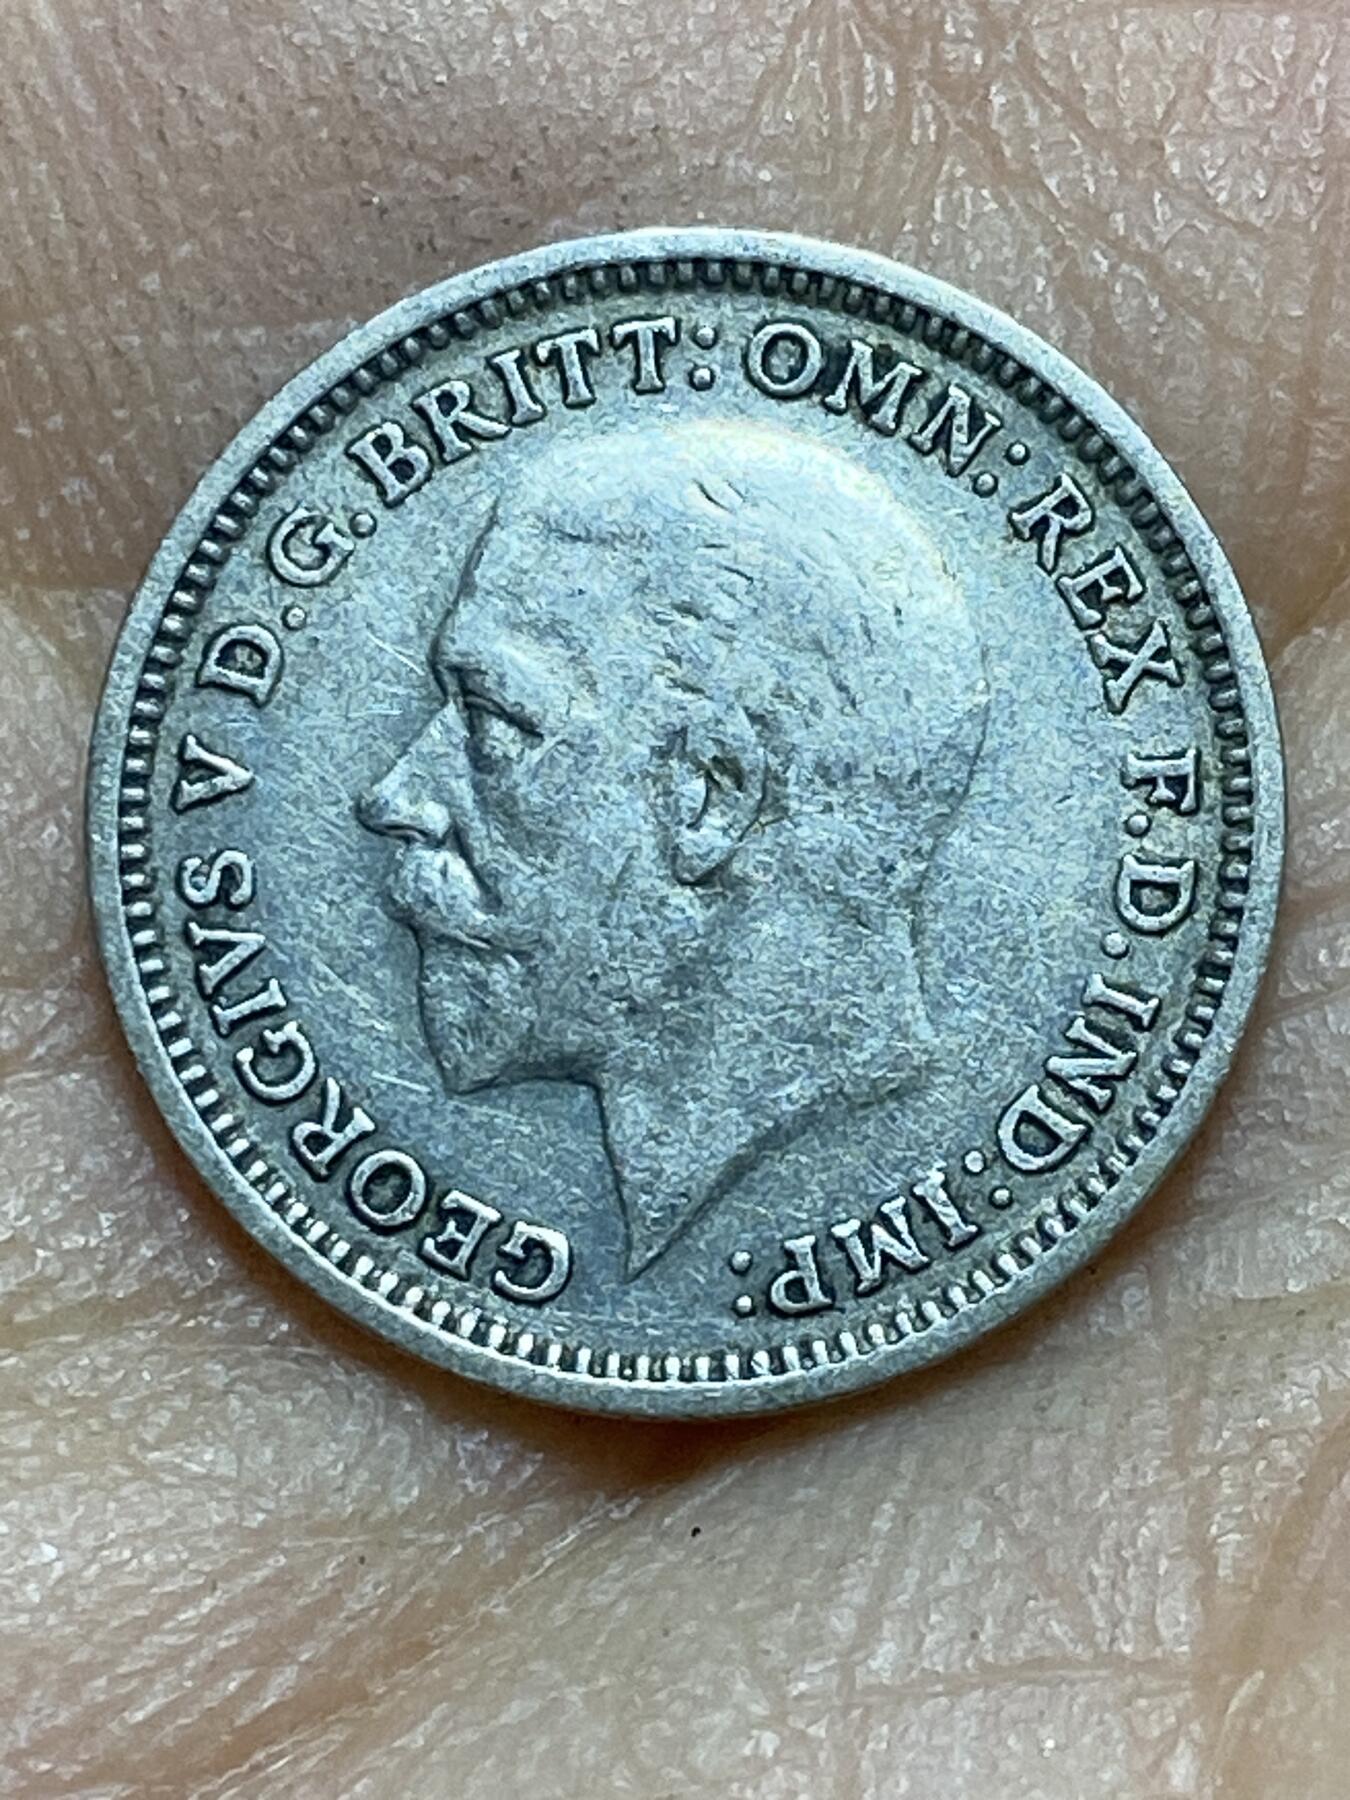 GEORGIVS V D.G.BRITT: OMN: REX F.D.IND:IMP: